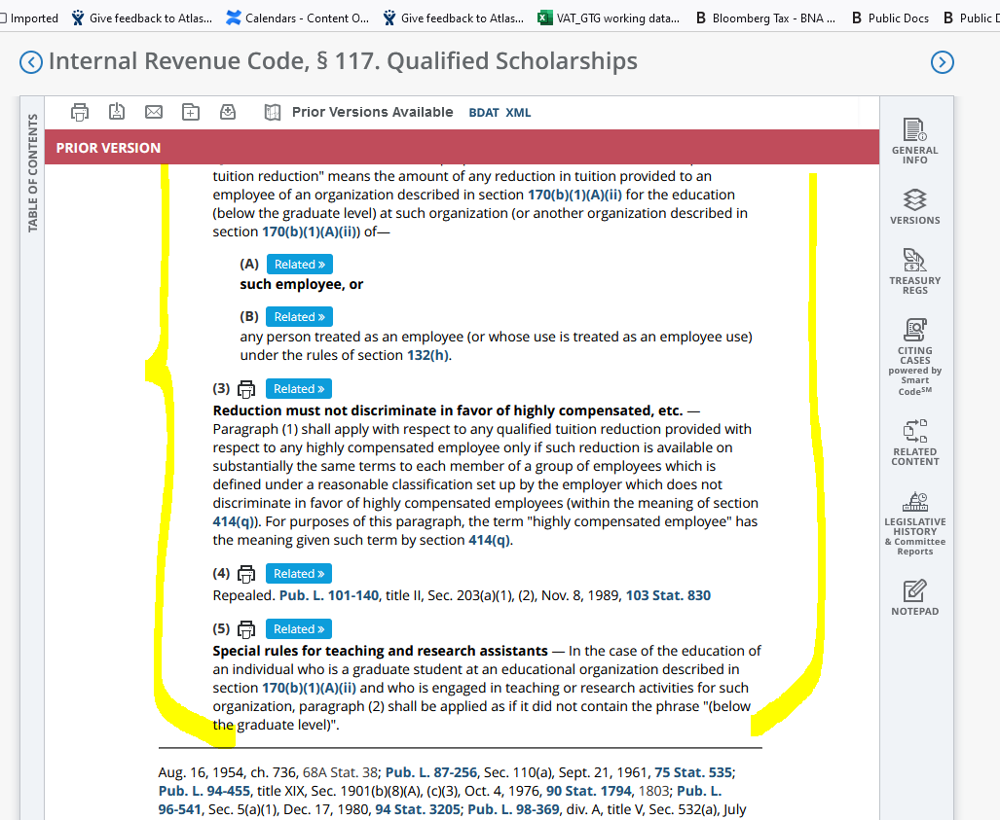 Imported Give feedback to Atlas... Calendars - Content O... Give feedback to Atlas... VAT_GTG working data... B Bloomberg Tax - BNA ... B Public Docs B Public
Internal Revenue Code, § 117. Qualified Scholarships
TABLE OF CONTENTS
Prior Versions Available BDAT XML
PRIOR VERSION
tuition reduction" means the amount of any reduction in tuition provided to an
employee of an organization described in section 170(b)(1)(A)(ii) for the education
(below the graduate level) at such organization (or another organization described in
section 170(b)(1)(A)(ii)) of—
(A) Related »
such employee, or
(B) Related »
any person treated as an employee (or whose use is treated as an employee use)
under the rules of section 132(h).
(3) Related »
Reduction must not discriminate in favor of highly compensated, etc. —
Paragraph (1) shall apply with respect to any qualified tuition reduction provided with
respect to any highly compensated employee only if such reduction is available on
substantially the same terms to each member of a group of employees which is
defined under a reasonable classification set up by the employer which does not
discriminate in favor of highly compensated employees (within the meaning of section
414(q)). For purposes of this paragraph, the term "highly compensated employee" has
the meaning given such term by section 414(q).
(4) Related »
Repealed. Pub. L. 101-140, title II, Sec. 203(a)(1), (2), Nov. 8, 1989, 103 Stat. 830
(5) Related »
Special rules for teaching and research assistants — In the case of the education of
an individual who is a graduate student at an educational organization described in
section 170(b)(1)(A)(ii) and who is engaged in teaching or research activities for such
organization, paragraph (2) shall be applied as if it did not contain the phrase "(below
the graduate level)".
Aug. 16, 1954, ch. 736, 68A Stat. 38; Pub. L. 87-256, Sec. 110(a), Sept. 21, 1961, 75 Stat. 535;
Pub. L. 94-455, title XIX, Sec. 1901(b)(8)(A), (c)(3), Oct. 4, 1976, 90 Stat. 1794, 1803; Pub. L.
96-541, Sec. 5(a)(1), Dec. 17, 1980, 94 Stat. 3205; Pub. L. 98-369, div. A, title V, Sec. 532(a), July
GENERAL
INFO
VERSIONS
TREASURY
REGS
CITING
CASES
powered by
Smart
Code℠
RELATED
CONTENT
LEGISLATIVE
HISTORY
& Committee
Reports
NOTEPAD